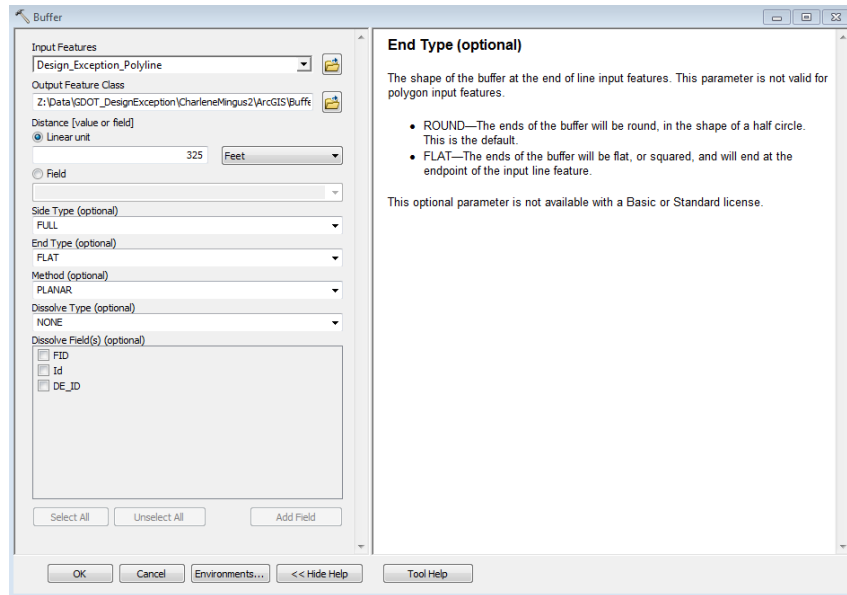 Buffer
Input Features
Design_Exception_Polyline
Output Feature Class
Z:\Data\GDOT_DesignException\CharleneMingus2\ArcGIS\Buffe
Distance [value or field]
Linear unit
325 Feet
Field
Side Type (optional)
FULL
End Type (optional)
FLAT
Method (optional)
PLANAR
Dissolve Type (optional)
NONE
Dissolve Field(s) (optional)
FID
Id
DE_ID
Select All Unselect All Add Field
End Type (optional)
The shape of the buffer at the end of line input features. This parameter is not valid for
polygon input features.
• ROUND—The ends of the buffer will be round, in the shape of a half circle.
This is the default.
• FLAT—The ends of the buffer will be flat, or squared, and will end at the
endpoint of the input line feature.
This optional parameter is not available with a Basic or Standard license.
OK Cancel Environments... << Hide Help Tool Help